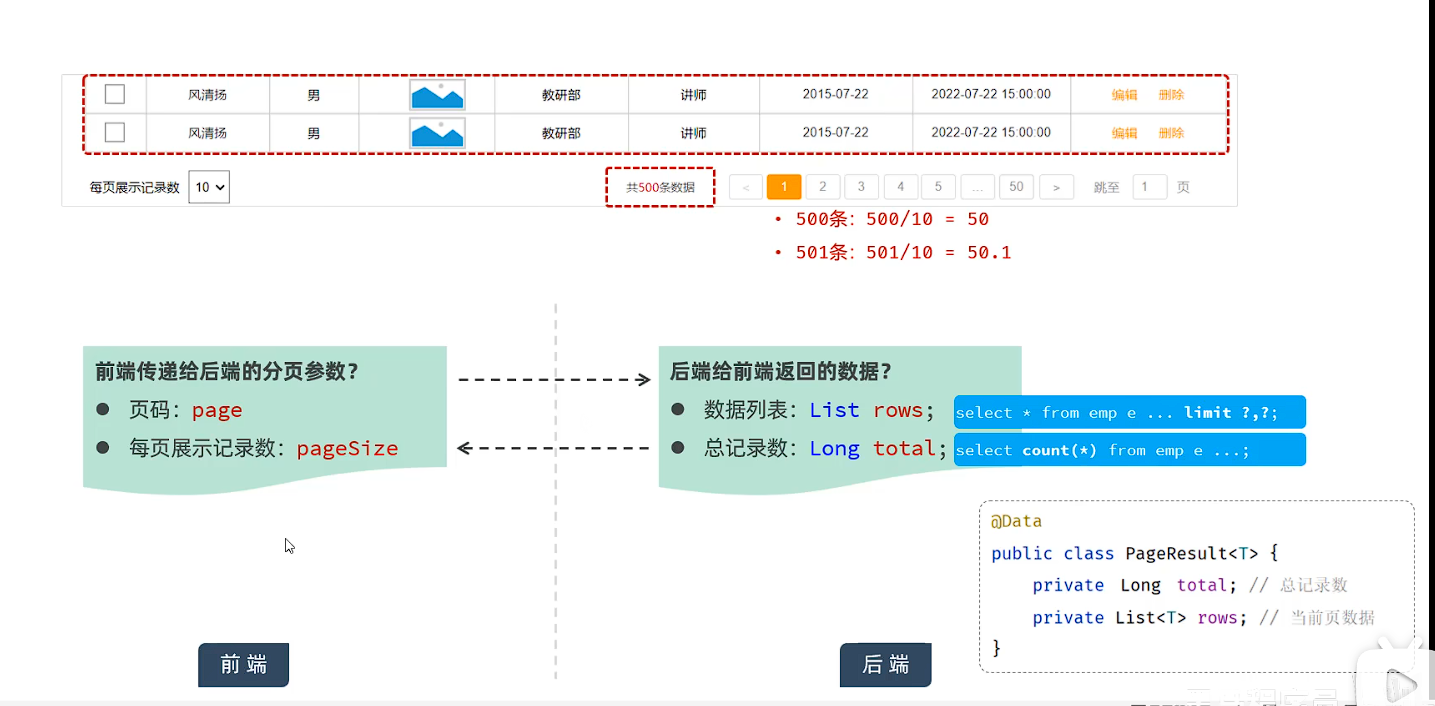 风清扬 男 教研部 讲师 2015-07-22 2022-07-22 15:00:00 编辑 删除
风清扬 男 教研部 讲师 2015-07-22 2022-07-22 15:00:00 编辑 删除
每页展示记录数 10 共500条数据 < 1 2 3 4 5 ... 50 > 跳至 1 页
• 500条：500/10 = 50
• 501条：501/10 = 50.1
前端传递给后端的分页参数？
● 页码：page
● 每页展示记录数：pageSize
后端给前端返回的数据？
● 数据列表：List rows; select * from emp e ... limit ?,?;
● 总记录数：Long total; select count(*) from emp e ...;
@Data
public class PageResult<T> {
private Long total; // 总记录数
private List<T> rows; // 当前页数据
}
前 端
后 端